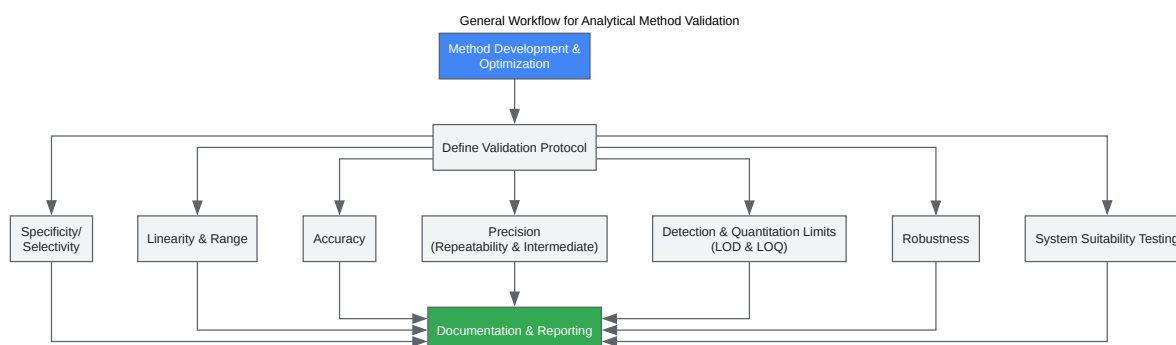 General Workflow for Analytical Method Validation
Method Development &
Optimization
Define Validation Protocol
Specificity/
Selectivity
Linearity & Range
Accuracy
Precision
(Repeatability & Intermediate)
Detection & Quantitation Limits
(LOD & LOQ)
Robustness
System Suitability Testing
Documentation & Reporting